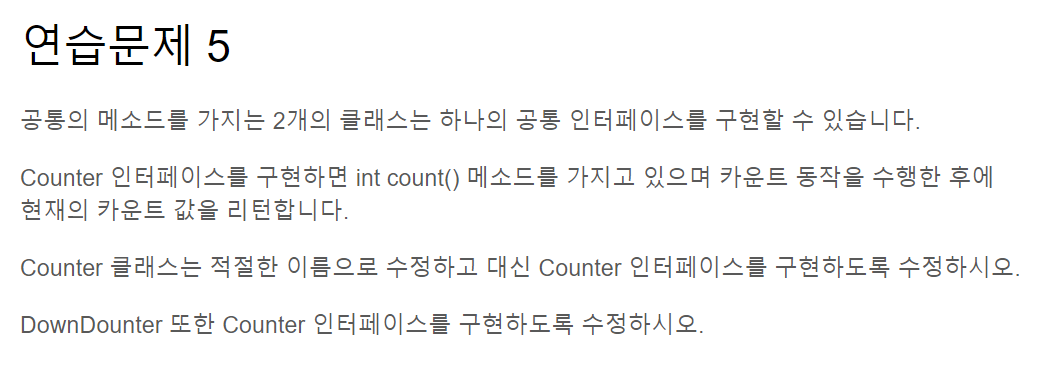 연습문제 5
공통의 메소드를 가지는 2개의 클래스는 하나의 공통 인터페이스를 구현할 수 있습니다.
Counter 인터페이스를 구현하면 int count() 메소드를 가지고 있으며 카운트 동작을 수행한 후에
현재의 카운트 값을 리턴합니다.
Counter 클래스는 적절한 이름으로 수정하고 대신 Counter 인터페이스를 구현하도록 수정하시오.
DownDounter 또한 Counter 인터페이스를 구현하도록 수정하시오.